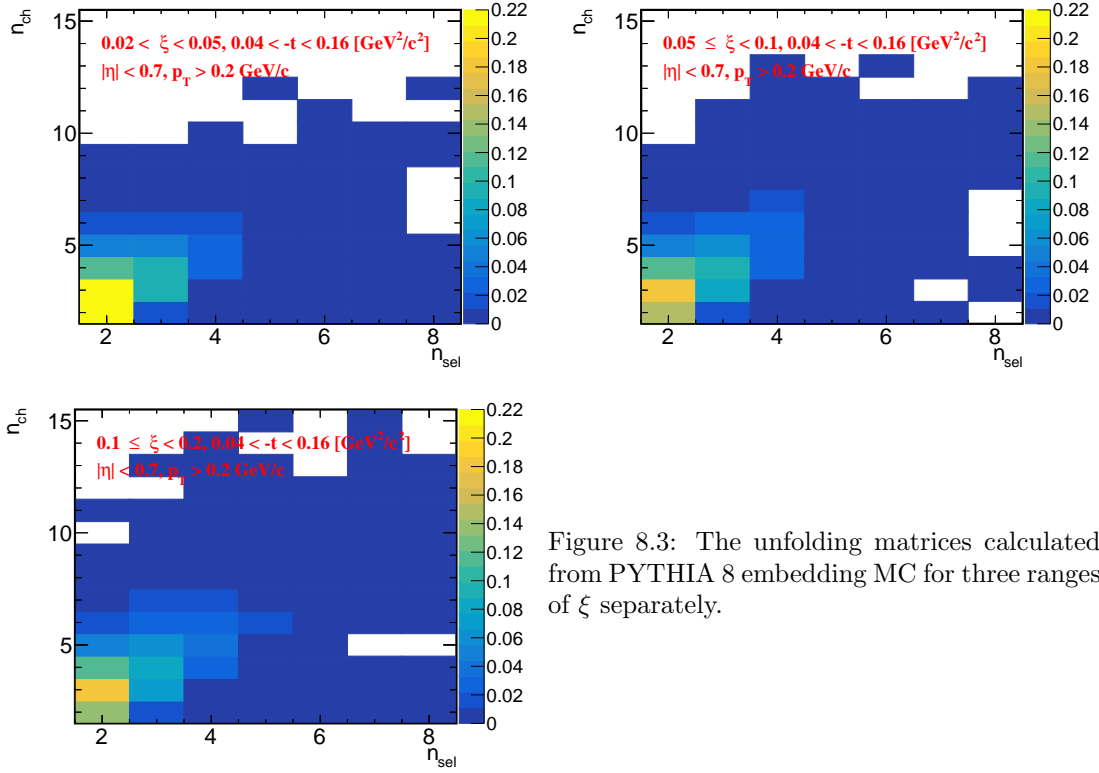 n_ch
15
10
5
0.02 < ξ < 0.05, 0.04 < -t < 0.16 [GeV²/c²]
|η| < 0.7, p_T > 0.2 GeV/c
2 4 6 8
n_sel
0.22
0.2
0.18
0.16
0.14
0.12
0.1
0.08
0.06
0.04
0.02
0
n_ch
15
10
5
0.05 ≤ ξ < 0.1, 0.04 < -t < 0.16 [GeV²/c²]
|η| < 0.7, p_T > 0.2 GeV/c
2 4 6 8
n_sel
0.22
0.2
0.18
0.16
0.14
0.12
0.1
0.08
0.06
0.04
0.02
0
n_ch
15
10
5
0.1 ≤ ξ < 0.2, 0.04 < -t < 0.16 [GeV²/c²]
|η| < 0.7, p_T > 0.2 GeV/c
2 4 6 8
n_sel
0.22
0.2
0.18
0.16
0.14
0.12
0.1
0.08
0.06
0.04
0.02
0
Figure 8.3: The unfolding matrices calculated
from PYTHIA 8 embedding MC for three ranges
of ξ separately.